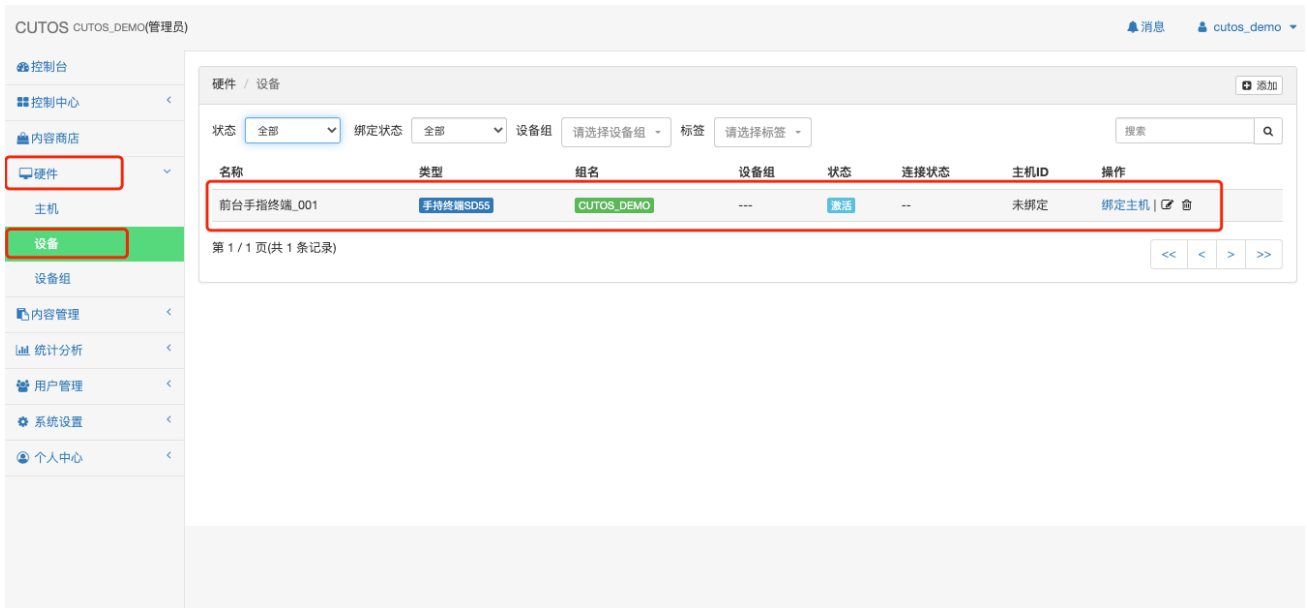 CUTOS CUTOS_DEMO(管理员)
消息 cutos_demo
控制台
控制中心
内容商店
硬件
主机
设备
设备组
内容管理
统计分析
用户管理
系统设置
个人中心
硬件 / 设备
添加
状态 全部 绑定状态 全部 设备组 请选择设备组 标签 请选择标签 搜索
名称 类型 组名 设备组 状态 连接状态 主机ID 操作
前台手指终端_001 手持终端SD55 CUTOS_DEMO --- 激活 -- 未绑定 绑定主机 |
第 1 / 1 页(共 1 条记录)
<< < > >>